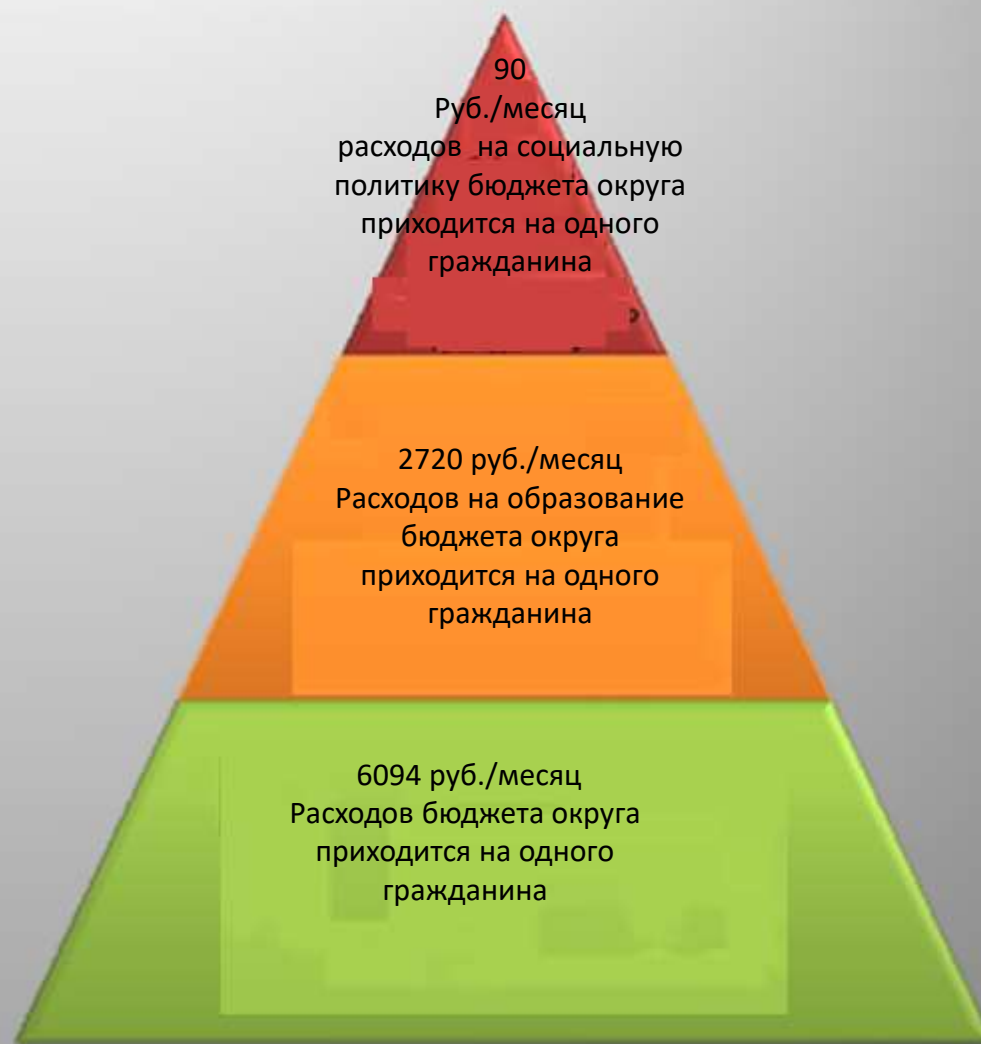 90
Руб./месяц
расходов на социальную
политику бюджета округа
приходится на одного
гражданина
2720 руб./месяц
Расходов на образование
бюджета округа
приходится на одного
гражданина
6094 руб./месяц
Расходов бюджета округа
приходится на одного
гражданина